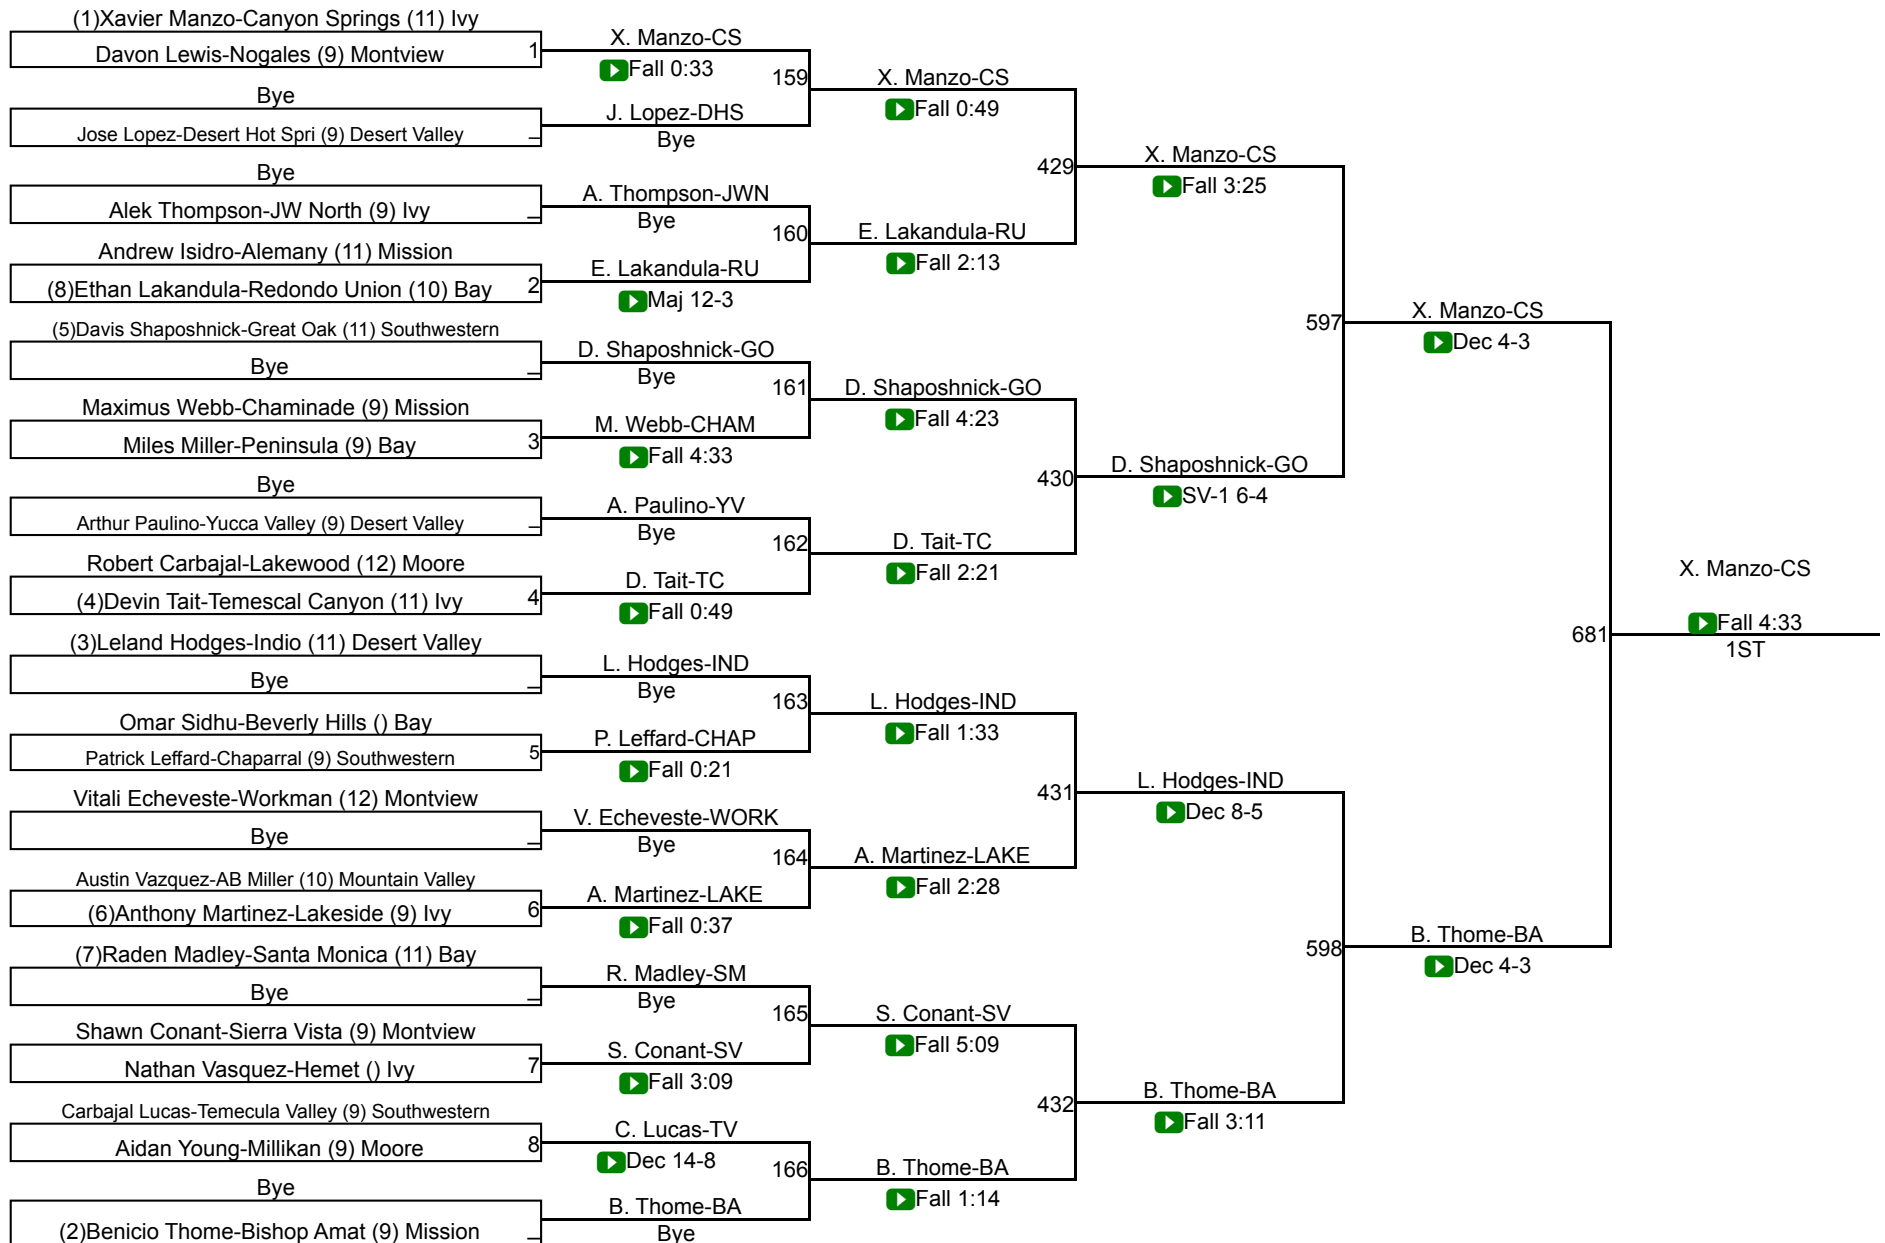 (1)Xavier Manzo-Canyon Springs (11) Ivy
Davon Lewis-Nogales (9) Montview
1
Bye
Jose Lopez-Desert Hot Spri (9) Desert Valley
_
Bye
Alek Thompson-JW North (9) Ivy
_
Andrew Isidro-Alemany (11) Mission
(8)Ethan Lakandula-Redondo Union (10) Bay
2
(5)Davis Shaposhnick-Great Oak (11) Southwestern
Bye
_
Maximus Webb-Chaminade (9) Mission
Miles Miller-Peninsula (9) Bay
3
Bye
Arthur Paulino-Yucca Valley (9) Desert Valley
_
Robert Carbajal-Lakewood (12) Moore
(4)Devin Tait-Temescal Canyon (11) Ivy
4
(3)Leland Hodges-Indio (11) Desert Valley
Bye
_
Omar Sidhu-Beverly Hills () Bay
Patrick Leffard-Chaparral (9) Southwestern
5
Vitali Echeveste-Workman (12) Montview
Bye
_
Austin Vazquez-AB Miller (10) Mountain Valley
(6)Anthony Martinez-Lakeside (9) Ivy
6
(7)Raden Madley-Santa Monica (11) Bay
Bye
_
Shawn Conant-Sierra Vista (9) Montview
Nathan Vasquez-Hemet () Ivy
7
Carbajal Lucas-Temecula Valley (9) Southwestern
Aidan Young-Millikan (9) Moore
8
Bye
(2)Benicio Thome-Bishop Amat (9) Mission
_
X. Manzo-CS
Fall 0:33
159
J. Lopez-DHS
Bye
A. Thompson-JWN
Bye
160
E. Lakandula-RU
Maj 12-3
D. Shaposhnick-GO
Bye
161
M. Webb-CHAM
Fall 4:33
A. Paulino-YV
Bye
162
D. Tait-TC
Fall 0:49
L. Hodges-IND
Bye
163
P. Leffard-CHAP
Fall 0:21
V. Echeveste-WORK
Bye
164
A. Martinez-LAKE
Fall 0:37
R. Madley-SM
Bye
165
S. Conant-SV
Fall 3:09
C. Lucas-TV
Dec 14-8
166
B. Thome-BA
Bye
X. Manzo-CS
Fall 0:49
429
E. Lakandula-RU
Fall 2:13
D. Shaposhnick-GO
Fall 4:23
430
D. Tait-TC
Fall 2:21
L. Hodges-IND
Fall 1:33
431
A. Martinez-LAKE
Fall 2:28
S. Conant-SV
Fall 5:09
432
B. Thome-BA
Fall 1:14
X. Manzo-CS
Fall 3:25
597
D. Shaposhnick-GO
SV-1 6-4
L. Hodges-IND
Dec 8-5
598
B. Thome-BA
Fall 3:11
X. Manzo-CS
Dec 4-3
681
B. Thome-BA
Dec 4-3
X. Manzo-CS
Fall 4:33
1ST